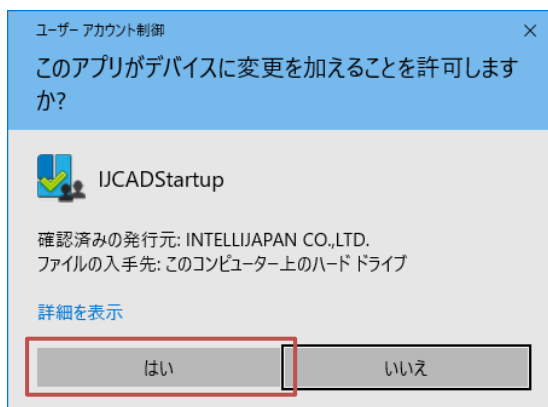 ユーザー アカウント制御
このアプリがデバイスに変更を加えることを許可します
か?
IJCADStartup
確認済みの発行元: INTELLIJAPAN CO.,LTD.
ファイルの入手先: このコンピューター上のハード ドライブ
詳細を表示
はい
いいえ